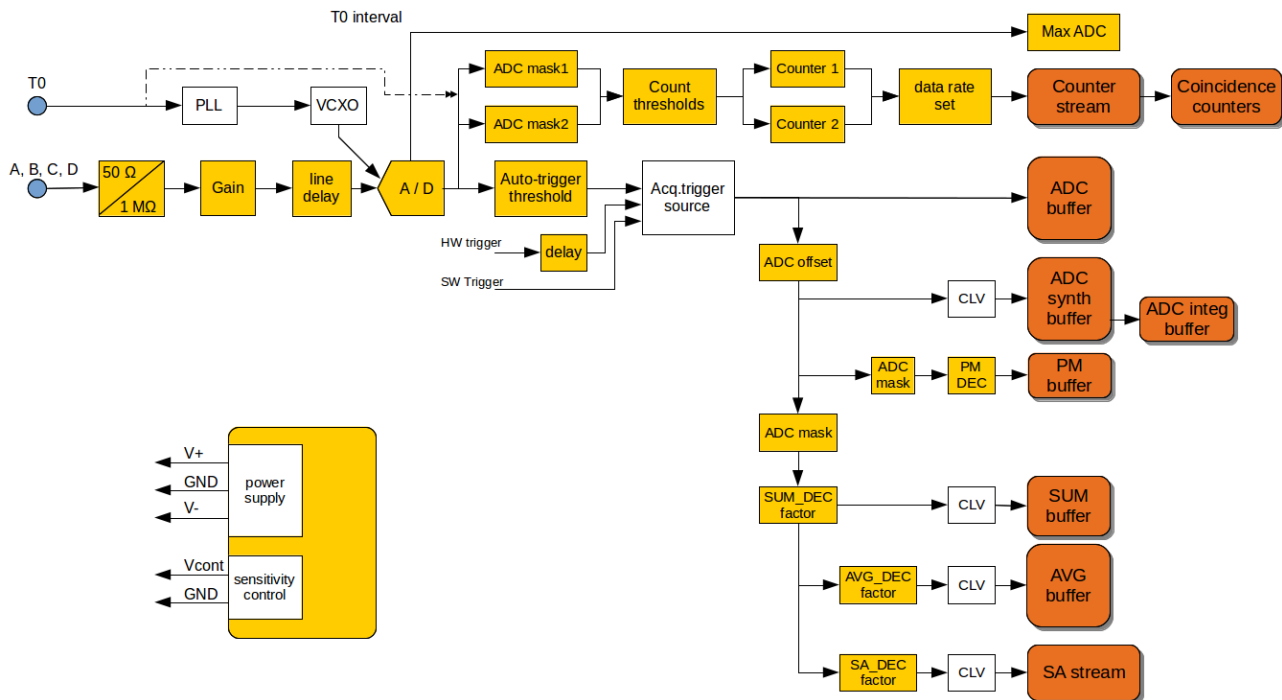 T0 interval
Max ADC
T0
PLL
VCXO
ADC mask1
ADC mask2
Count
thresholds
Counter 1
Counter 2
data rate
set
Counter
stream
Coincidence
counters
A, B, C, D
50 Ω
1 MΩ
Gain
line
delay
A / D
Auto-trigger
threshold
Acq.trigger
source
ADC
buffer
HW trigger
delay
SW Trigger
ADC offset
CLV
ADC
synth
buffer
ADC integ
buffer
ADC
mask
PM
DEC
PM
buffer
ADC mask
SUM_DEC
factor
CLV
SUM
buffer
AVG_DEC
factor
CLV
AVG
buffer
SA_DEC
factor
CLV
SA stream
V+
GND
V-
power
supply
Vcont
GND
sensitivity
control